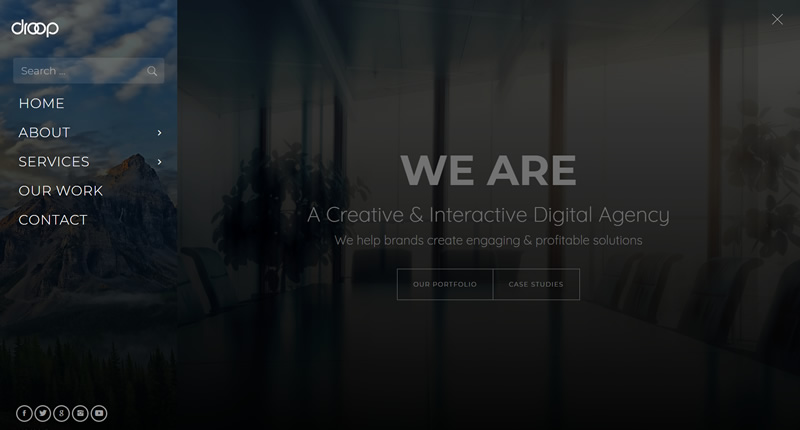 droop
Search ...
HOME
ABOUT
SERVICES
OUR WORK
CONTACT
WE ARE
A Creative & Interactive Digital Agency
We help brands create engaging & profitable solutions
OUR PORTFOLIO
CASE STUDIES